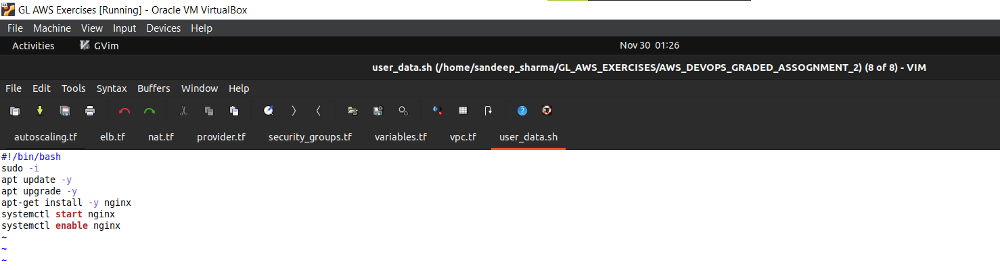 GL AWS Exercises [Running] - Oracle VM VirtualBox
File Machine View Input Devices Help
Activities GVim Nov 30 01:26
user_data.sh (/home/sandeep_sharma/GL_AWS_EXERCISES/AWS_DEVOPS_GRADED_ASSOGNMENT_2) (8 of 8) - VIM
File Edit Tools Syntax Buffers Window Help
autoscaling.tf elb.tf nat.tf provider.tf security_groups.tf variables.tf vpc.tf user_data.sh
#!/bin/bash
sudo -i
apt update -y
apt upgrade -y
apt-get install -y nginx
systemctl start nginx
systemctl enable nginx
~
~
~